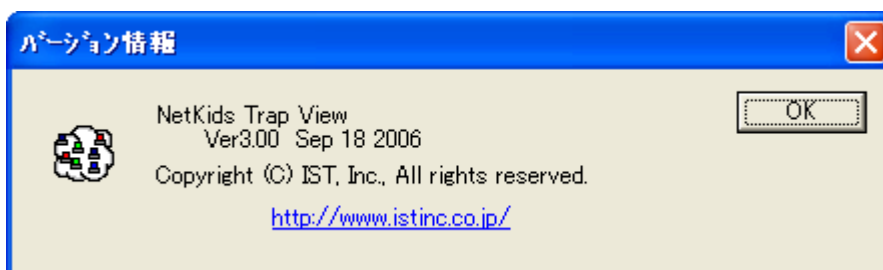 バージョン情報
NetKids Trap View
Ver3.00 Sep 18 2006
Copyright (C) IST, Inc., All rights reserved.
http://www.istinc.co.jp/
OK